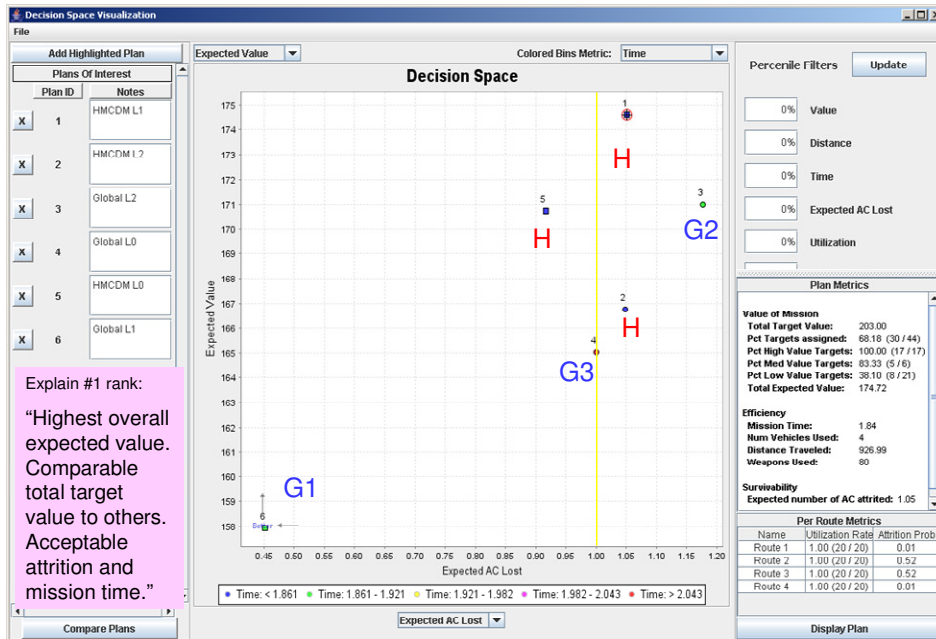 Decision Space Visualization
File
Add Highlighted Plan
Plans Of Interest
Plan ID Notes
X 1 HMCDM L1
X 2 HMCDM L2
X 3 Global L2
X 4 Global L0
X 5 HMCDM L0
X 6 Global L1
Explain #1 rank:
“Highest overall
expected value.
Comparable
total target
value to others.
Acceptable
attrition and
mission time.”
Compare Plans
Expected Value
Colored Bins Metric: Time
Decision Space
Expected Value
175
174
173
172
171
170
169
168
167
166
165
164
163
162
161
160
159
158
1
H
5
H
3
G2
2
H
4
G3
G1
6
Better
0.45 0.50 0.55 0.60 0.65 0.70 0.75 0.80 0.85 0.90 0.95 1.00 1.05 1.10 1.15 1.20
Expected AC Lost
Time: < 1.861 Time: 1.861 - 1.921 Time: 1.921 - 1.982 Time: 1.982 - 2.043 Time: > 2.043
Expected AC Lost
Percenile Filters Update
0% Value
0% Distance
0% Time
0% Expected AC Lost
0% Utilization
Plan Metrics
Value of Mission
Total Target Value: 203.00
Pct Targets assigned: 68.18 (30 / 44)
Pct High Value Targets: 100.00 (17 / 17)
Pct Med Value Targets: 83.33 (5 / 6)
Pct Low Value Targets: 38.10 (8 / 21)
Total Expected Value: 174.72
Efficiency
Mission Time: 1.84
Num Vehicles Used: 4
Distance Traveled: 926.99
Weapons Used: 80
Survivability
Expected number of AC attrited: 1.05
Per Route Metrics
Name Utilization Rate Attrition Prob
Route 1 1.00 (20 / 20) 0.01
Route 2 1.00 (20 / 20) 0.52
Route 3 1.00 (20 / 20) 0.52
Route 4 1.00 (20 / 20) 0.01
Display Plan